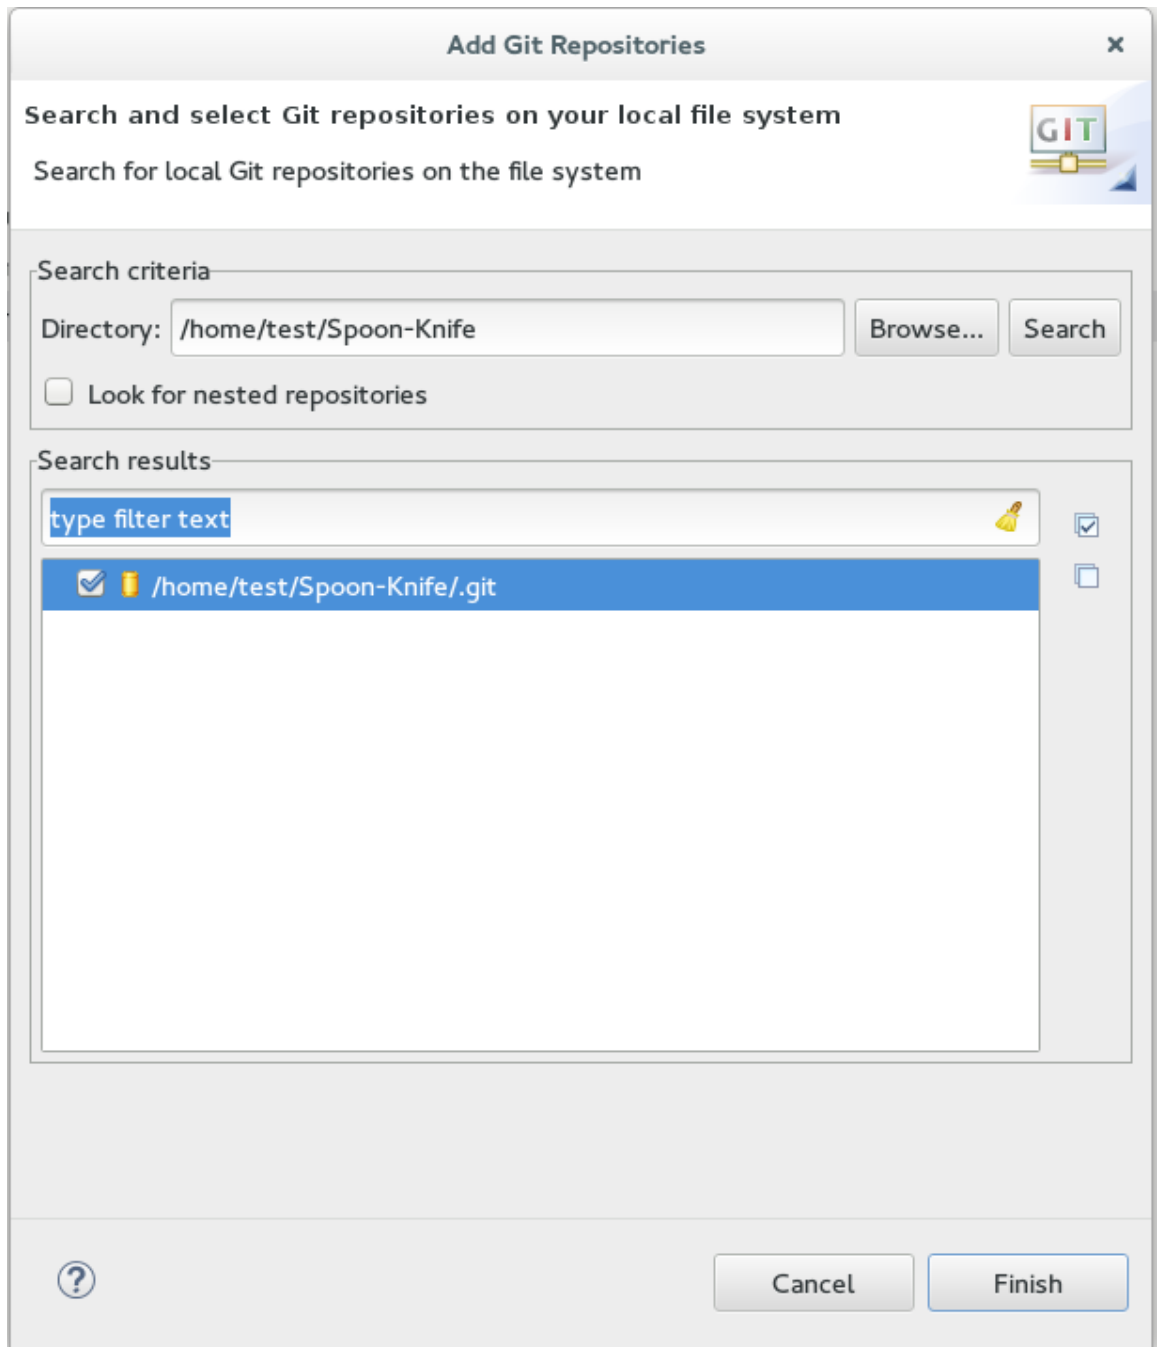 Add Git Repositories
Search and select Git repositories on your local file system
Search for local Git repositories on the file system
GIT
Search criteria
Directory: /home/test/Spoon-Knife Browse... Search
Look for nested repositories
Search results
type filter text
/home/test/Spoon-Knife/.git
Cancel Finish